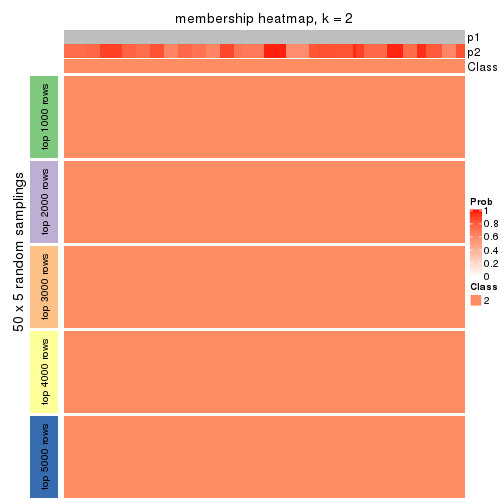 membership heatmap, k = 2
p1
p2
Class
50 x 5 random samplings
top 1000 rows
top 2000 rows
top 3000 rows
top 4000 rows
top 5000 rows
Prob
1
0.8
0.6
0.4
0.2
0
Class
2